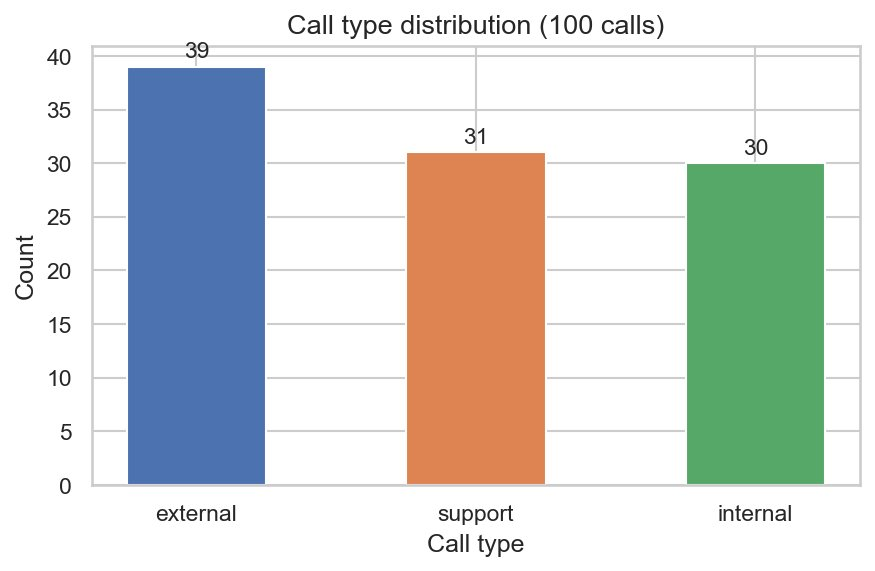 Call type distribution (100 calls)
Count
40
35
30
25
20
15
10
5
0
39
31
30
external
support
internal
Call type